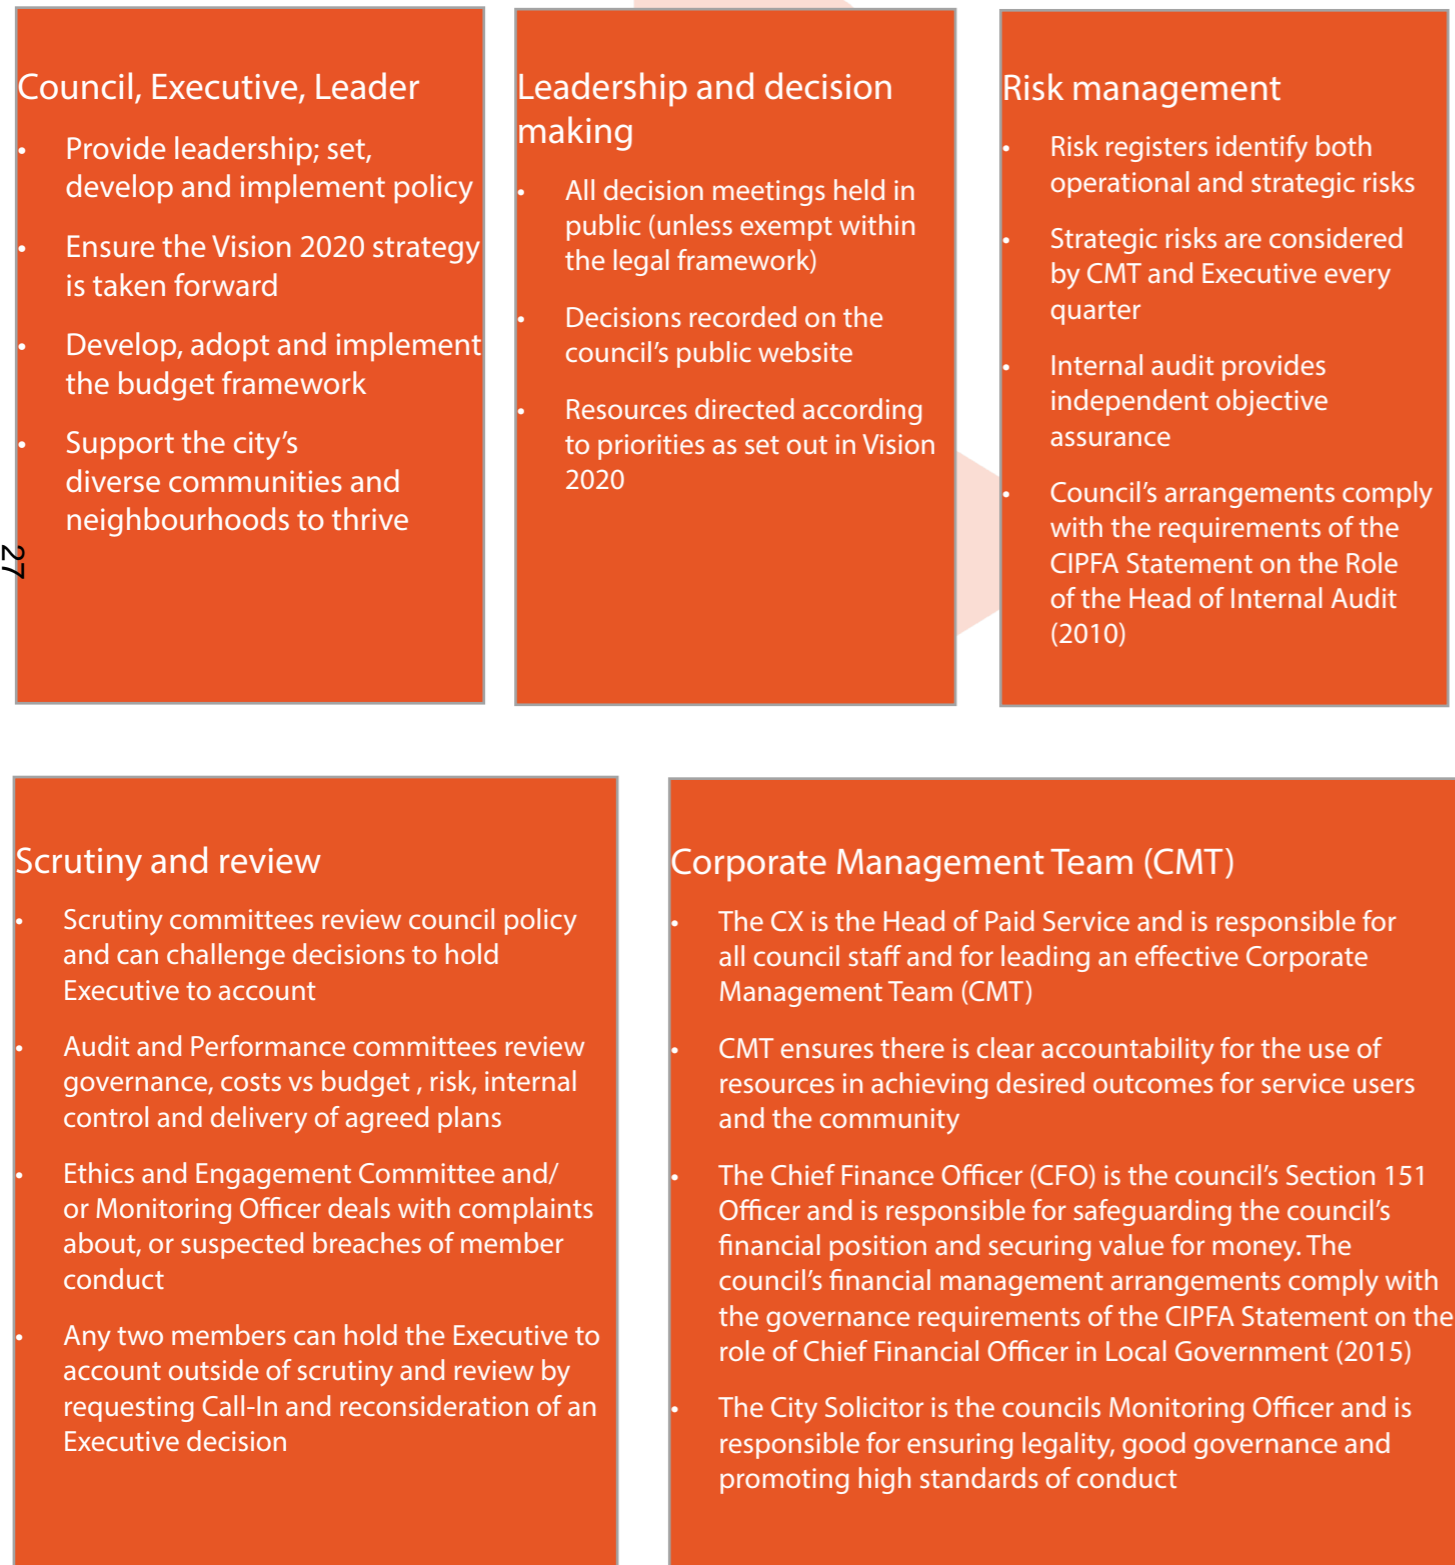 Council, Executive, Leader
• Provide leadership; set,
develop and implement policy
• Ensure the Vision 2020 strategy
is taken forward
• Develop, adopt and implement
the budget framework
• Support the city’s
diverse communities and
neighbourhoods to thrive
27
Leadership and decision
making
• All decision meetings held in
public (unless exempt within
the legal framework)
• Decisions recorded on the
council’s public website
• Resources directed according
to priorities as set out in Vision
2020
Risk management
• Risk registers identify both
operational and strategic risks
• Strategic risks are considered
by CMT and Executive every
quarter
• Internal audit provides
independent objective
assurance
• Council’s arrangements comply
with the requirements of the
CIPFA Statement on the Role
of the Head of Internal Audit
(2010)
Scrutiny and review
• Scrutiny committees review council policy
and can challenge decisions to hold
Executive to account
• Audit and Performance committees review
governance, costs vs budget , risk, internal
control and delivery of agreed plans
• Ethics and Engagement Committee and/
or Monitoring Officer deals with complaints
about, or suspected breaches of member
conduct
• Any two members can hold the Executive to
account outside of scrutiny and review by
requesting Call-In and reconsideration of an
Executive decision
Corporate Management Team (CMT)
• The CX is the Head of Paid Service and is responsible for
all council staff and for leading an effective Corporate
Management Team (CMT)
• CMT ensures there is clear accountability for the use of
resources in achieving desired outcomes for service users
and the community
• The Chief Finance Officer (CFO) is the council’s Section 151
Officer and is responsible for safeguarding the council’s
financial position and securing value for money. The
council’s financial management arrangements comply with
the governance requirements of the CIPFA Statement on the
role of Chief Financial Officer in Local Government (2015)
• The City Solicitor is the councils Monitoring Officer and is
responsible for ensuring legality, good governance and
promoting high standards of conduct